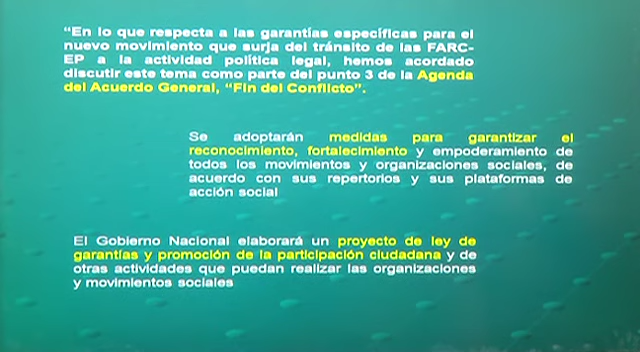 “En lo que respecta a las garantías específicas para el
nuevo movimiento que surja del tránsito de las FARC-
EP a la actividad política legal, hemos acordado
discutir este tema como parte del punto 3 de la Agenda
del Acuerdo General, “Fin del Conflicto”.
Se adoptarán medidas para garantizar el
reconocimiento, fortalecimiento y empoderamiento de
todos los movimientos y organizaciones sociales, de
acuerdo con sus repertorios y sus plataformas de
acción social
El Gobierno Nacional elaborará un proyecto de ley de
garantías y promoción de la participación ciudadana y de
otras actividades que puedan realizar las organizaciones
y movimientos sociales